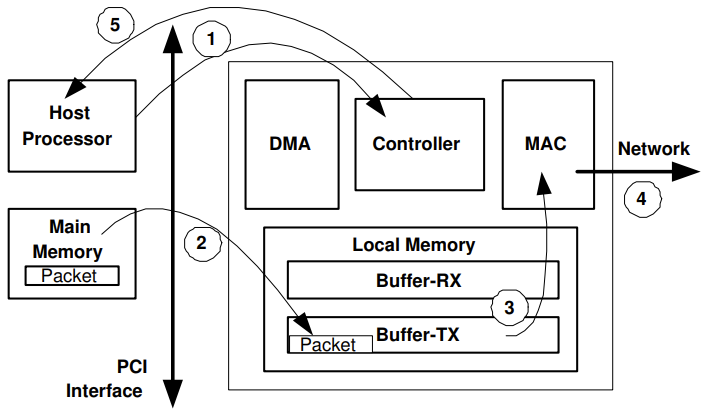 5
1
Host
Processor
DMA
Controller
MAC
Network
4
Main
Memory
Packet
2
Local Memory
Buffer-RX
3
Buffer-TX
Packet
PCI
Interface